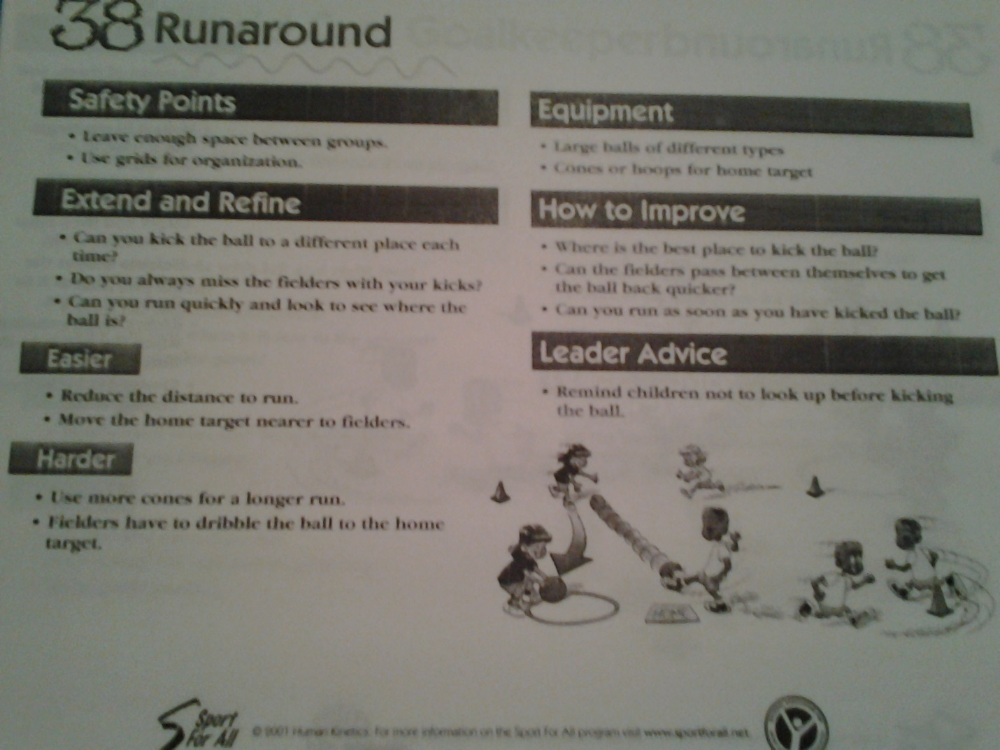 38 Runaround
Safety Points
• Leave enough space between groups.
• Use grids for organization.
Extend and Refine
• Can you kick the ball to a different place each
time?
• Do you always miss the fielders with your kicks?
• Can you run quickly and look to see where the
ball is?
Easier
• Reduce the distance to run.
• Move the home target nearer to fielders.
Harder
• Use more cones for a longer run.
• Fielders have to dribble the ball to the home
target.
Equipment
• Large balls of different types
• Cones or hoops for home target
How to Improve
• Where is the best place to kick the ball?
• Can the fielders pass between themselves to get
the ball back quicker?
• Can you run as soon as you have kicked the ball?
Leader Advice
• Remind children not to look up before kicking
the ball.
HOME
Sport
For All
© 2001 Human Kinetics. For more information on the Sport For All program visit www.sportforall.net.